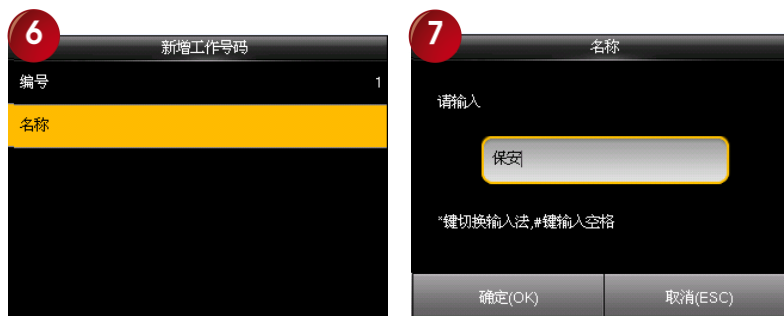 6
新增工作号码
编号 1
名称
7
名称
请输入
保安
*键切换输入法,#键输入空格
确定(OK) 取消(ESC)